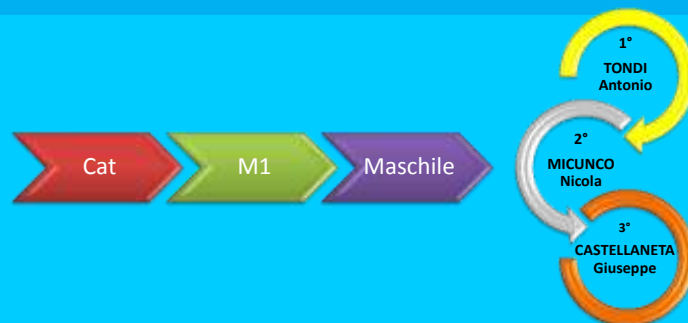 Cat
M1
Maschile
1°
TONDI
Antonio
2°
MICUNCO
Nicola
3°
CASTELLANETA
Giuseppe